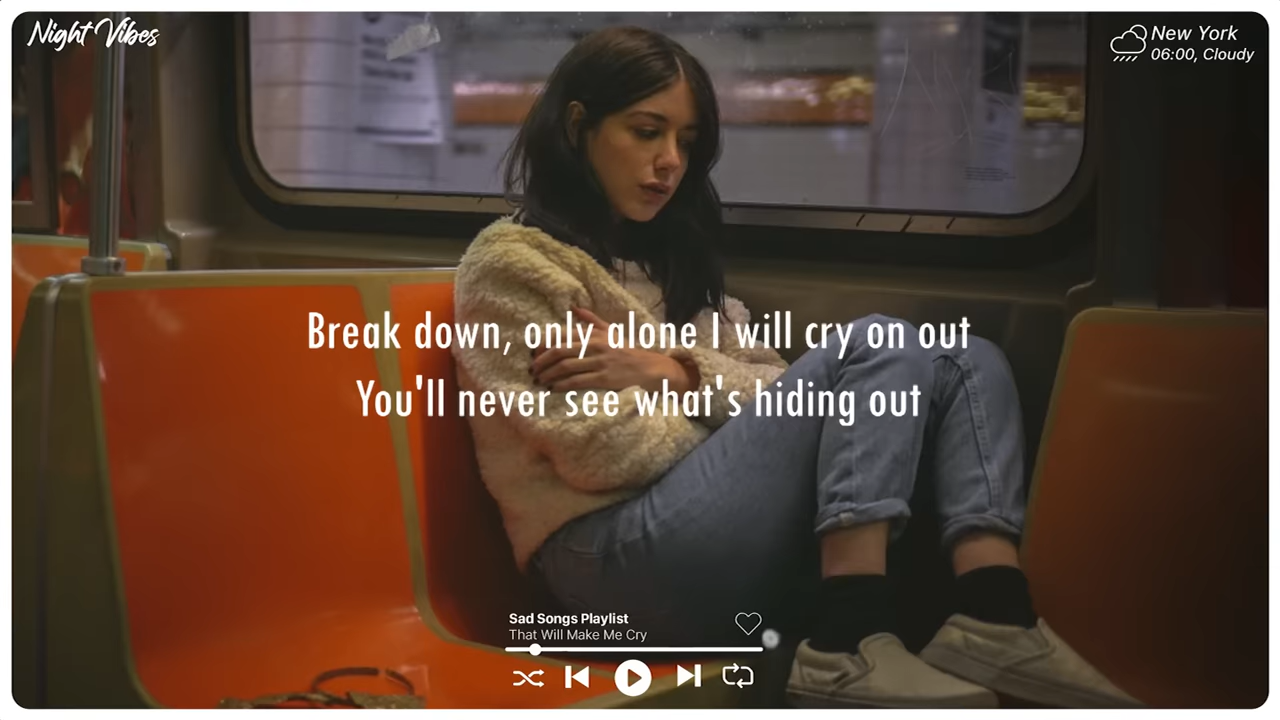 Night Vibes
New York
06:00, Cloudy
Break down, only alone I will cry on out
You'll never see what's hiding out
Sad Songs Playlist
That Will Make Me Cry